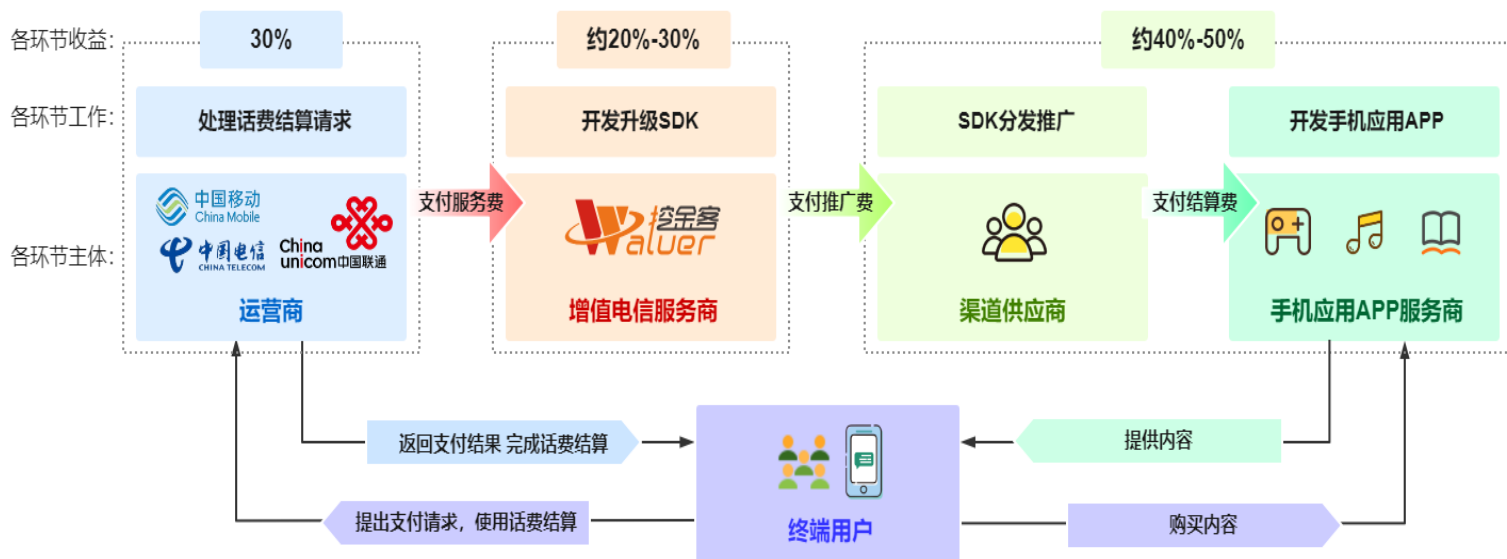 各环节收益:
30%
约20%-30%
约40%-50%
各环节工作:
处理话费结算请求
开发升级SDK
SDK分发推广
开发手机应用APP
各环节主体:
中国移动
China Mobile
中国电信
CHINA TELECOM
China
unicom中国联通
运营商
支付服务费
挖金客
Waluer
增值电信服务商
支付推广费
渠道供应商
支付结算费
手机应用APP服务商
返回支付结果 完成话费结算
提供内容
提出支付请求，使用话费结算
终端用户
购买内容